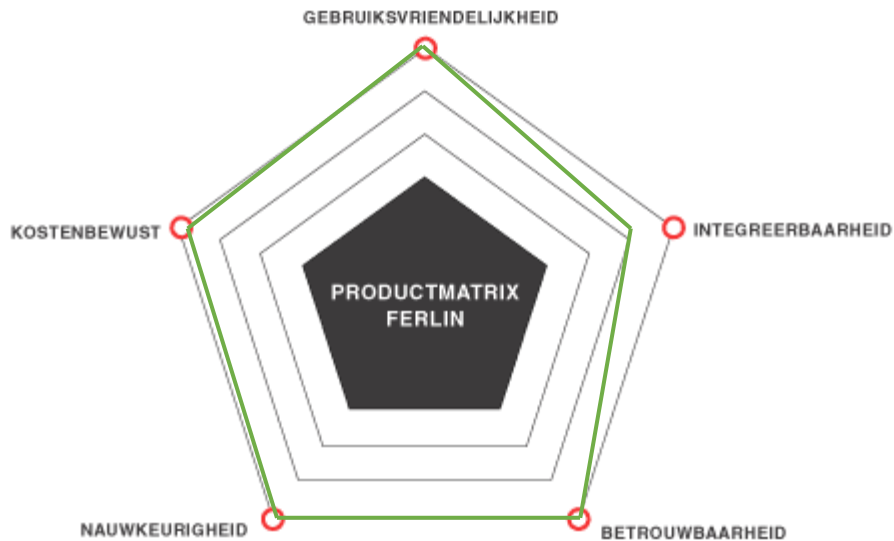 GEBRUIKSVRIENDELIJKHEID
KOSTENBEWUST
INTEGREERBAARHEID
PRODUCTMATRIX
FERLIN
NAUWKEURIGHEID
BETROUWBAARHEID